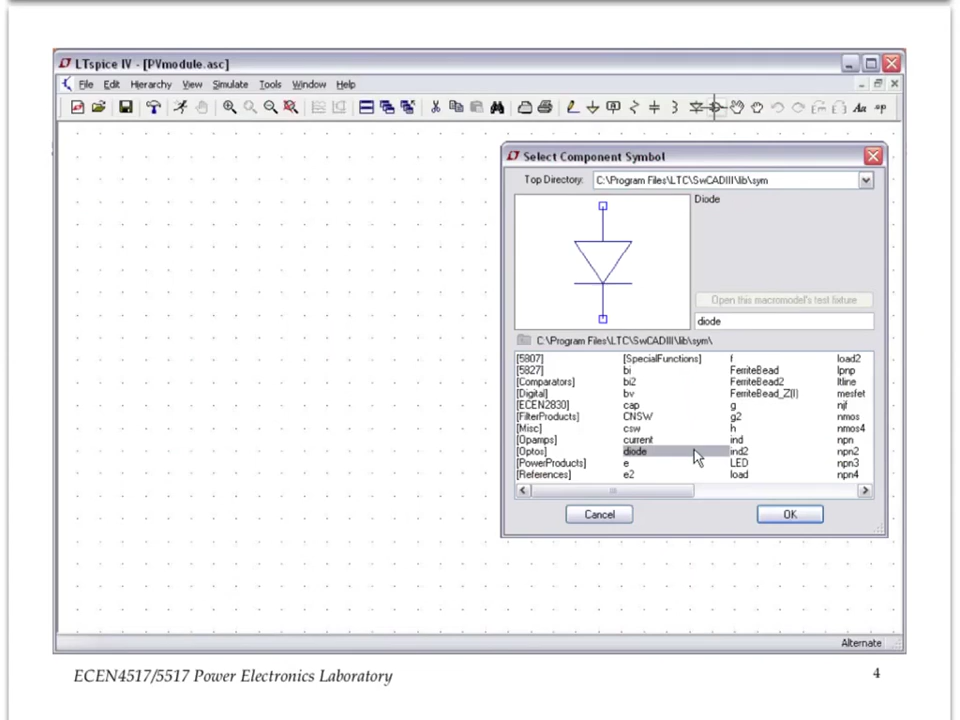 LTspice IV - [PVmodule.asc]
File Edit Hierarchy View Simulate Tools Window Help
Aa .op
Select Component Symbol
Top Directory: C:\Program Files\LTC\SwCADIII\lib\sym
Diode
Open this macromodel's test fixture
diode
C:\Program Files\LTC\SwCADIII\lib\sym\
[5807] [SpecialFunctions] f load2
[5827] bi FerriteBead lpnp
[Comparators] bi2 FerriteBead2 ltline
[Digital] bv FerriteBead_Z(f) mesfet
[ECEN2830] cap g njf
[FilterProducts] CNSW g2 nmos
[Misc] csw h nmos4
[Opamps] current ind npn
[Optos] diode ind2 npn2
[PowerProducts] e LED npn3
[References] e2 load npn4
Cancel OK
Alternate
ECEN4517/5517 Power Electronics Laboratory 4